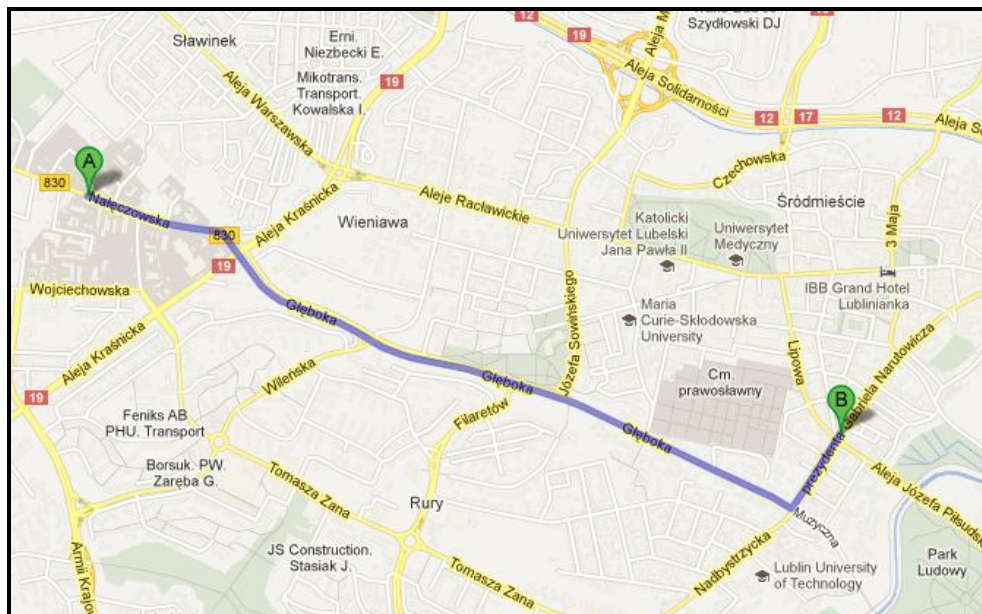 Szydłowski DJ
19
Sławinek
Erni.
Niezbecki E.
Mikotrans.
Transport.
Kowalska I.
19
12
19
Aleja Solidarności
12
17
19
Aleja Warszawska
Czechowska
A
830
Nałęczowska
Aleje Racławickie
Aleja Kraśnicka
Wieniawa
Śródmieście
Katolicki
Uniwersytet Lubelski
Jana Pawła II
Uniwersytet
Medyczny
3 Maja
830
19
Wojciechowska
IBB Grand Hotel
Lublinianka
Głęboka
Józefa Sowińskiego
Maria
Curie-Skłodowska
University
Aleja Kraśnicka
Lipowa
Gabriela Narutowicza
Wileńska
Głęboka
Cm.
prawosławny
19
B
Feniks AB
PHU. Transport
Filaretów
Głęboka
prezydenta
Borsuk. PW.
Zaręba G.
Tomasza Zana
Rury
Aleja Józefa Piłsuds
Muzyczna
JS Construction.
Stasiak J.
Nadbystrzycka
Armii Krajo
Tomasza Zana
Lublin University
of Technology
Park
Ludowy